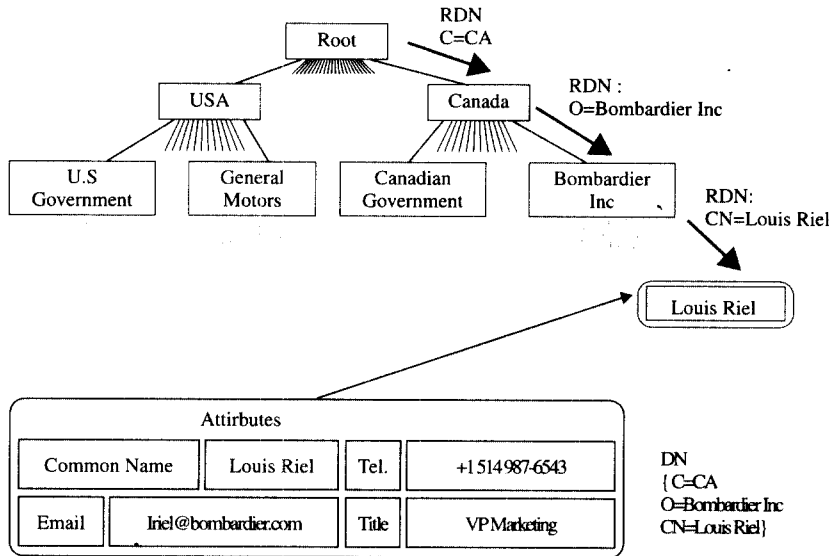 RDN
C=CA
Root
RDN :
O=Bombardier Inc
USA
Canada
U.S
Government
General
Motors
Canadian
Government
Bombardier
Inc
RDN:
CN=Louis Riel
Louis Riel
Attirbutes
Common Name
Louis Riel
Tel.
+1 514 987-6543
Email
lriel@bombardier.com
Title
VP Marketing
DN
{ C=CA
O=Bombardier Inc
CN=Louis Riel}